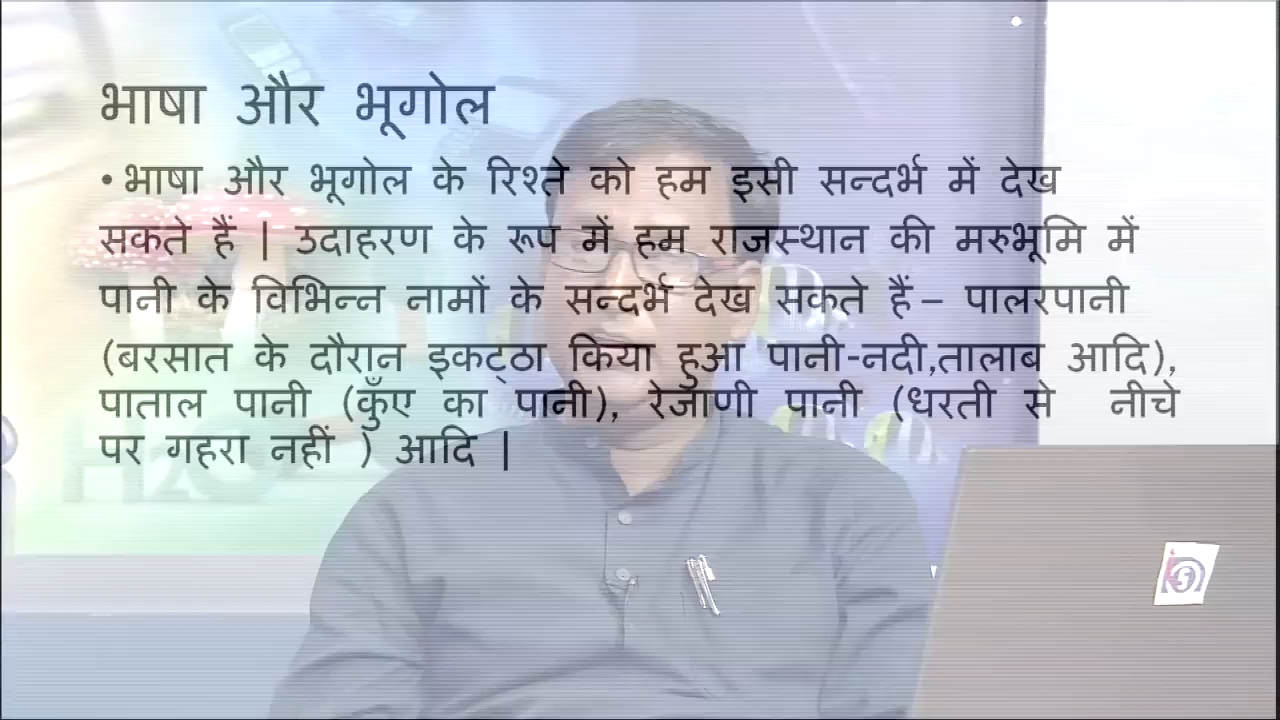 भाषा और भूगोल
• भाषा और भूगोल के रिश्ते को हम इसी सन्दर्भ में देख
सकते हैं | उदाहरण के रूप में हम राजस्थान की मरुभूमि में
पानी के विभिन्न नामों के सन्दर्भ देख सकते हैं – पालरपानी
(बरसात के दौरान इकट्ठा किया हुआ पानी-नदी,तालाब आदि),
पाताल पानी (कुँए का पानी), रेजाणी पानी (धरती से नीचे
पर गहरा नहीं ) आदि |
H2O